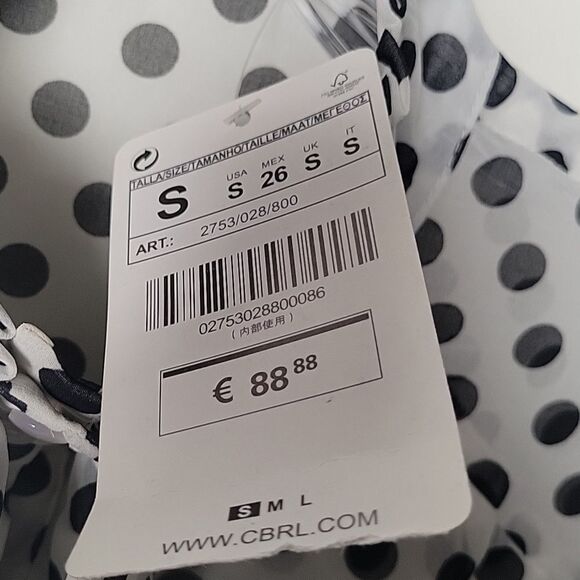 TALLA/SIZE/TAMANHO/TAILLE/MAAT/ΜΕΓΕΘΟΣ
S
USA MEX UK IT
S 26 S S
ART.: 2753/028/800
02753028800086
(内部使用)
€ 88 88
S M L
www.CBRL.COM